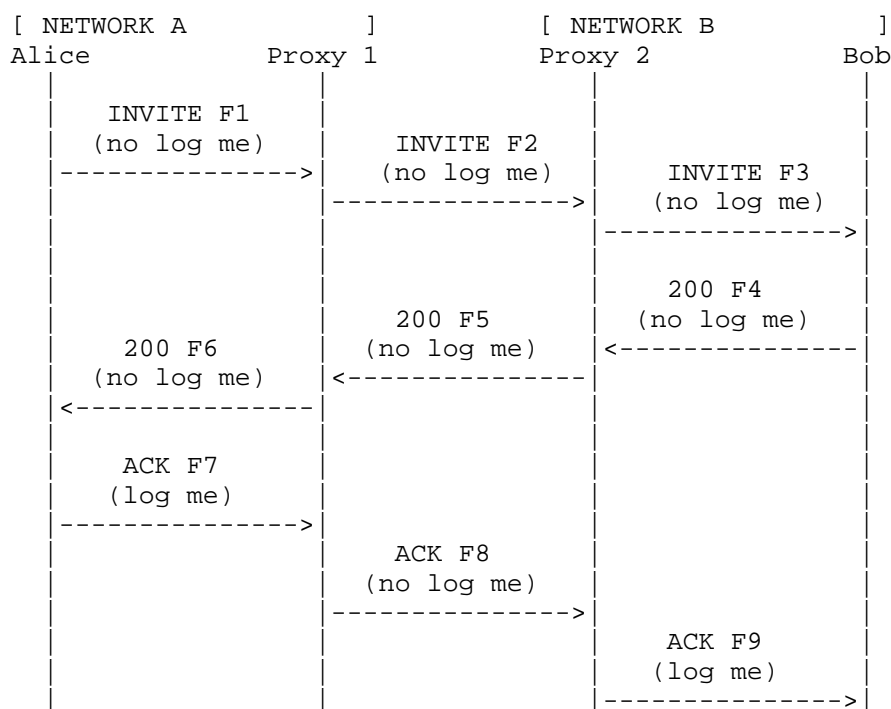 [ NETWORK A ] [ NETWORK B ]
Alice Proxy 1 Proxy 2 Bob
INVITE F1
(no log me) INVITE F2
(no log me) INVITE F3
(no log me)
200 F4
200 F5 (no log me)
200 F6 (no log me)
(no log me)
ACK F7
(log me)
ACK F8
(no log me)
ACK F9
(log me)